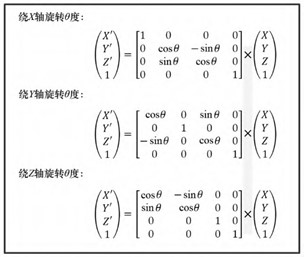 绕X轴旋转θ度:
(X′ Y′ Z′ 1) = [1 0 0 0; 0 cosθ −sinθ 0; 0 sinθ cosθ 0; 0 0 0 1] × (X Y Z 1)
绕Y轴旋转θ度:
(X′ Y′ Z′ 1) = [cosθ 0 sinθ 0; 0 1 0 0; −sinθ 0 cosθ 0; 0 0 0 1] × (X Y Z 1)
绕Z轴旋转θ度:
(X′ Y′ Z′ 1) = [cosθ −sinθ 0 0; sinθ cosθ 0 0; 0 0 1 0; 0 0 0 1] × (X Y Z 1)